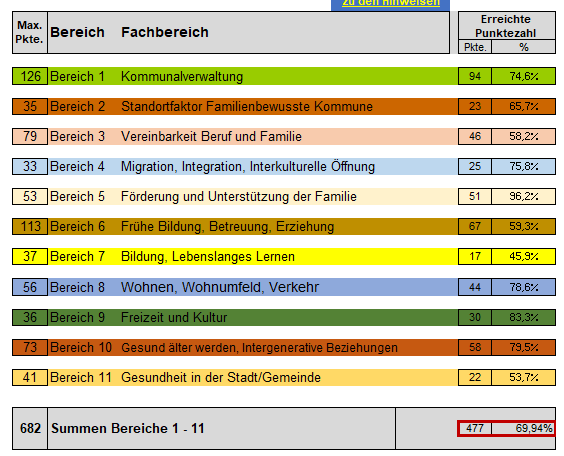 zu den Hinweisen
Max. Pkte. Bereich Fachbereich Erreichte Punktezahl
Pkte. %
126 Bereich 1 Kommunalverwaltung 94 74,6%
35 Bereich 2 Standortfaktor Familienbewusste Kommune 23 65,7%
79 Bereich 3 Vereinbarkeit Beruf und Familie 46 58,2%
33 Bereich 4 Migration, Integration, Interkulturelle Öffnung 25 75,8%
53 Bereich 5 Förderung und Unterstützung der Familie 51 96,2%
113 Bereich 6 Frühe Bildung, Betreuung, Erziehung 67 59,3%
37 Bereich 7 Bildung, Lebenslanges Lernen 17 45,9%
56 Bereich 8 Wohnen, Wohnumfeld, Verkehr 44 78,6%
36 Bereich 9 Freizeit und Kultur 30 83,3%
73 Bereich 10 Gesund älter werden, Intergenerative Beziehungen 58 79,5%
41 Bereich 11 Gesundheit in der Stadt/Gemeinde 22 53,7%
682 Summen Bereiche 1 - 11 477 69,94%